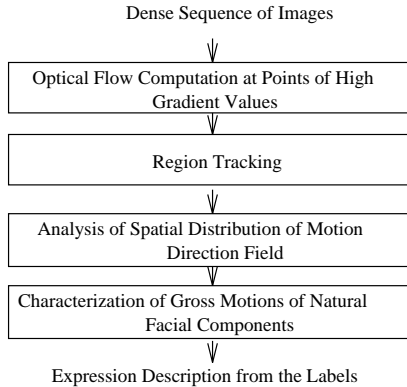 Dense Sequence of Images
Optical Flow Computation at Points of High
Gradient Values
Region Tracking
Analysis of Spatial Distribution of Motion
Direction Field
Characterization of Gross Motions of Natural
Facial Components
Expression Description from the Labels